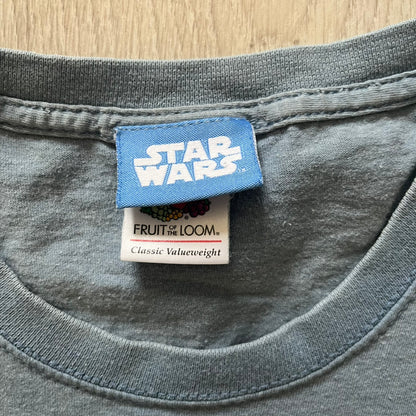 STAR
WARS
FRUIT OF THE LOOM
Classic Valueweight